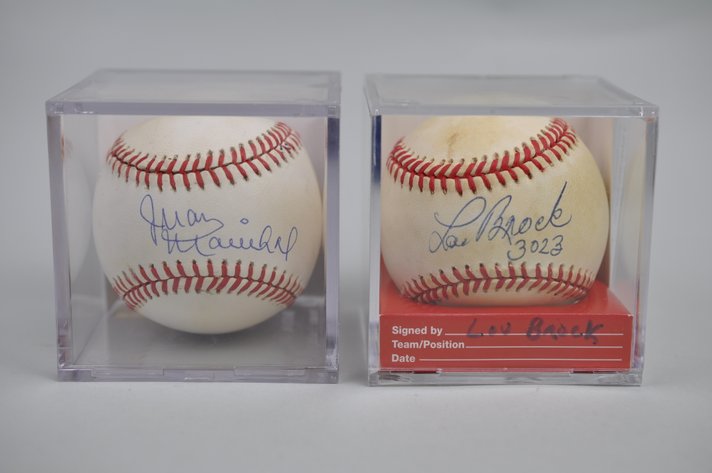 Juan
Marichal
Lou Brock
3023
Signed by Lou Brock
Team/Position
Date